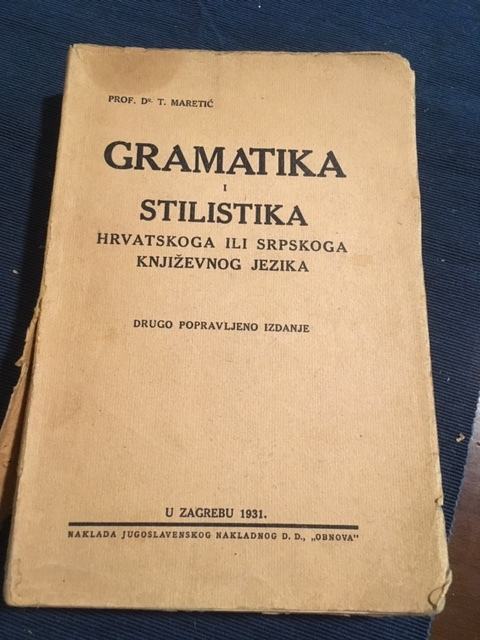 PROF. Dr. T. MARETIĆ
GRAMATIKA
I
STILISTIKA
HRVATSKOGA ILI SRPSKOGA
KNJIŽEVNOG JEZIKA
DRUGO POPRAVLJENO IZDANJE
U ZAGREBU 1931.
NAKLADA JUGOSLAVENSKOG NAKLADNOG D. D., „OBNOVA"